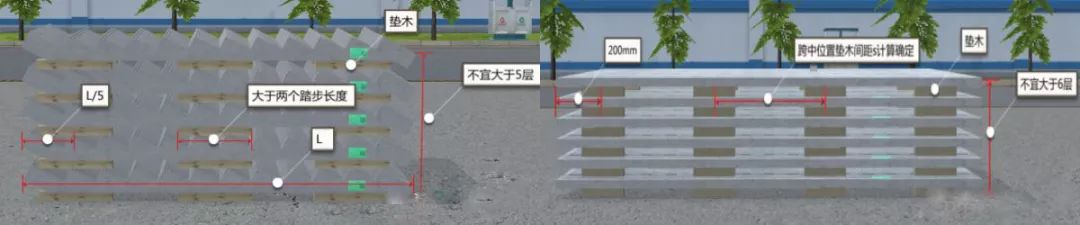 垫木
不宜大于5层
L/5
大于两个踏步长度
L
200mm
跨中位置垫木间距s计算确定
垫木
不宜大于6层